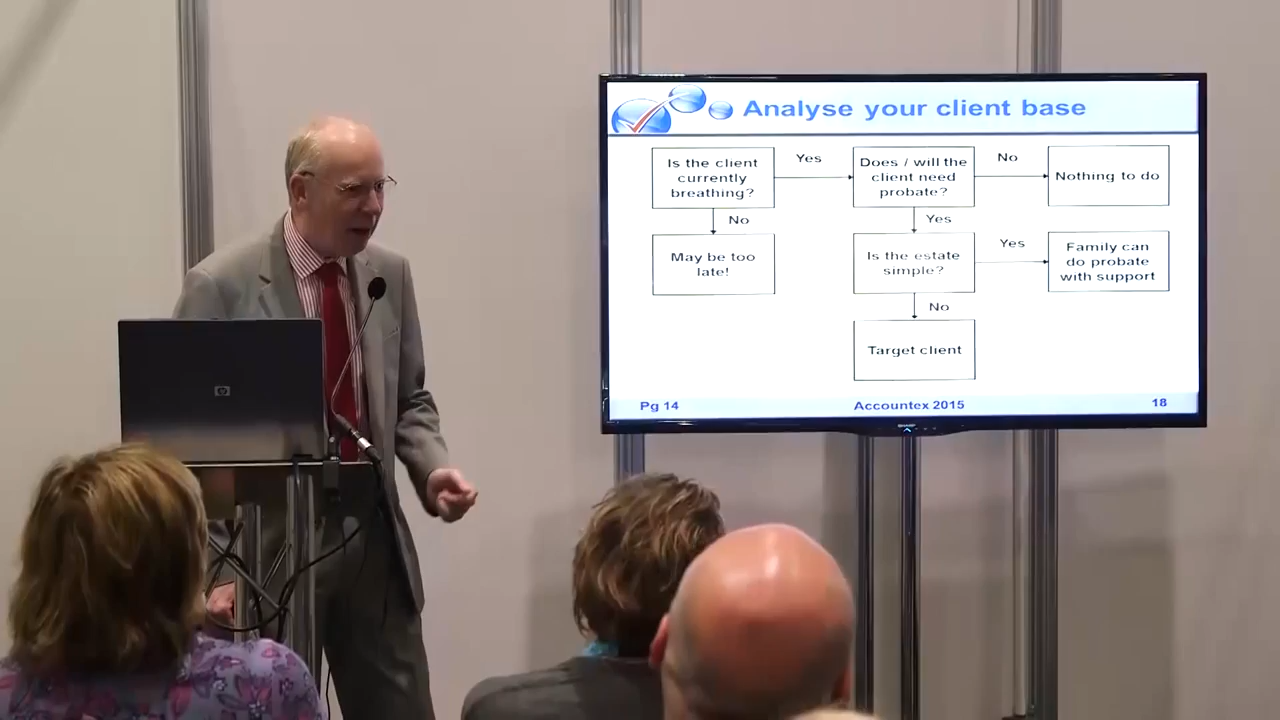 Analyse your client base
Is the client
currently
breathing?
Yes
Does / will the
client need
probate?
No
Nothing to do
No
Yes
May be too
late!
Is the estate
simple?
Yes
Family can
do probate
with support
No
Target client
Pg 14
Accountex 2015
18
SHARP
hp